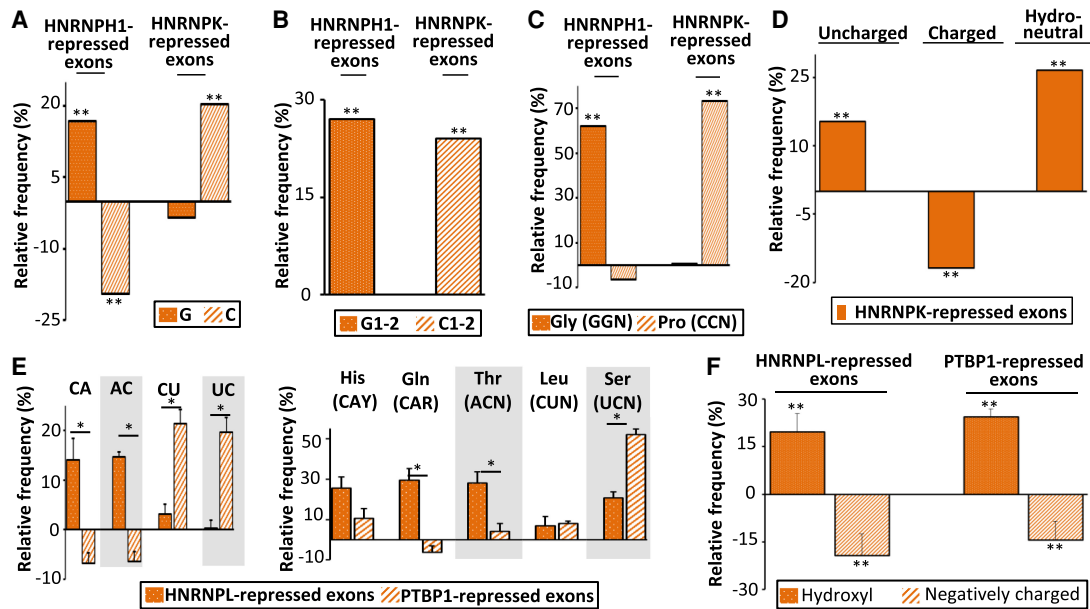 A
HNRNPH1-
repressed
exons
HNRNPK-
repressed
exons
Relative frequency (%)
20
5
-10
-25
**
**
**
G
C
B
HNRNPH1-
repressed
exons
HNRNPK-
repressed
exons
Relative frequency (%)
30
15
0
**
**
G1-2
C1-2
C
HNRNPH1-
repressed
exons
HNRNPK-
repressed
exons
Relative frequency (%)
70
50
30
10
-10
**
**
Gly (GGN)
Pro (CCN)
D
Uncharged
Charged
Hydro-
neutral
Relative frequency (%)
25
10
-5
-20
**
**
**
HNRNPK-repressed exons
E
CA
AC
CU
UC
Relative frequency (%)
20
10
0
-10
*
*
*
*
His
(CAY)
Gln
(CAR)
Thr
(ACN)
Leu
(CUN)
Ser
(UCN)
Relative frequency (%)
50
30
10
-10
*
*
*
HNRNPL-repressed exons
PTBP1-repressed exons
F
HNRNPL-repressed
exons
PTBP1-repressed
exons
Relative frequency (%)
30
15
0
-15
-30
**
**
**
**
Hydroxyl
Negatively charged